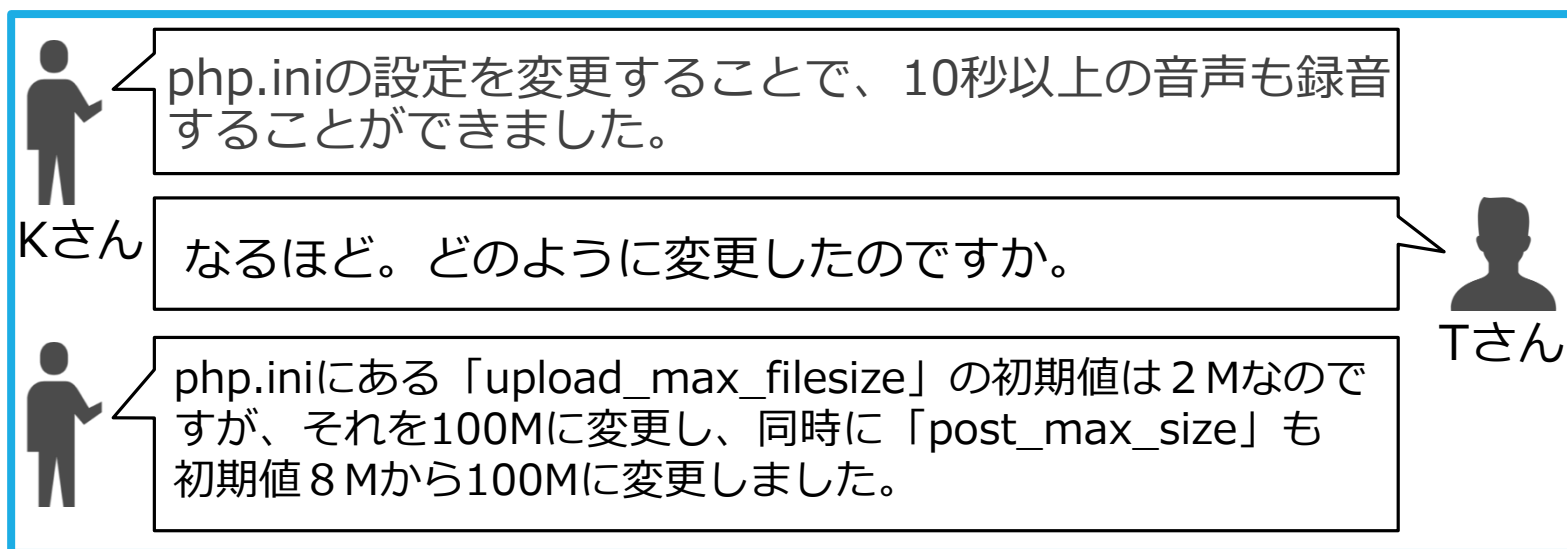 php.iniの設定を変更することで、10秒以上の音声も録音
することができました。
Kさん
なるほど。どのように変更したのですか。
Tさん
php.iniにある「upload_max_filesize」の初期値は２Mなので
すが、それを100Mに変更し、同時に「post_max_size」も
初期値８Mから100Mに変更しました。